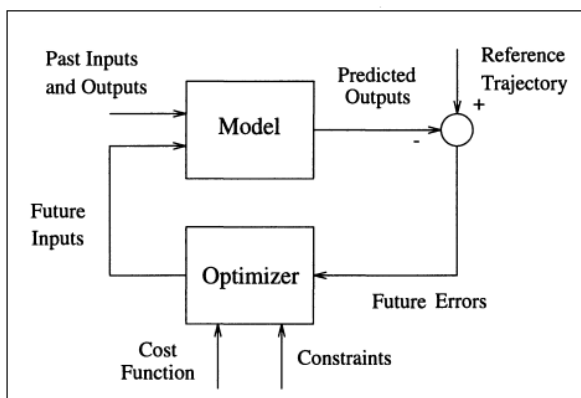 Past Inputs
and Outputs
Model
Predicted
Outputs
Reference
Trajectory
+
-
Future
Inputs
Optimizer
Future Errors
Cost
Function
Constraints